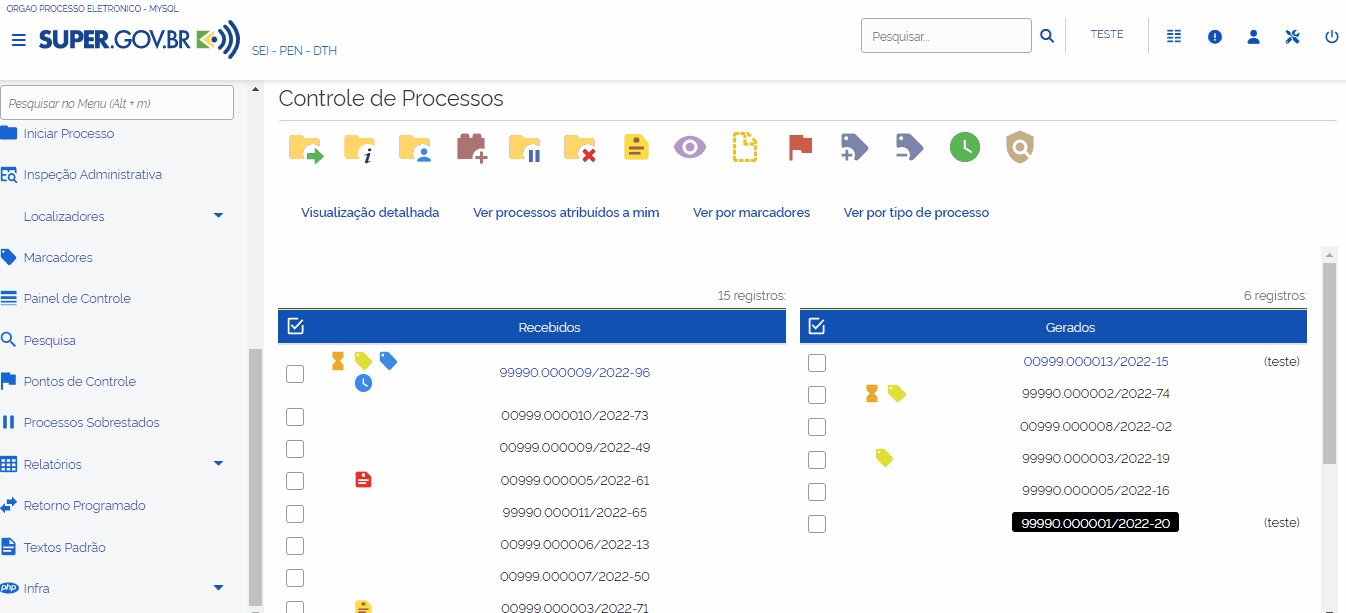 ORGAO PROCESSO ELETRONICO - MYSQL
SUPER.GOV.BR
SEI - PEN - DTH
Pesquisar...
TESTE
Pesquisar no Menu (Alt + m)
Iniciar Processo
Inspeção Administrativa
Localizadores
Marcadores
Painel de Controle
Pesquisa
Pontos de Controle
Processos Sobrestados
Relatórios
Retorno Programado
Textos Padrão
php Infra
Controle de Processos
Visualização detalhada
Ver processos atribuídos a mim
Ver por marcadores
Ver por tipo de processo
15 registros:
Recebidos
99990.000009/2022-96
00999.000010/2022-73
00999.000009/2022-49
00999.000005/2022-61
99990.000011/2022-65
00999.000006/2022-13
00999.000007/2022-50
00999.000003/2022-71
6 registros:
Gerados
00999.000013/2022-15 (teste)
99990.000002/2022-74
00999.000008/2022-02
99990.000003/2022-19
99990.000005/2022-16
99990.000001/2022-20 (teste)